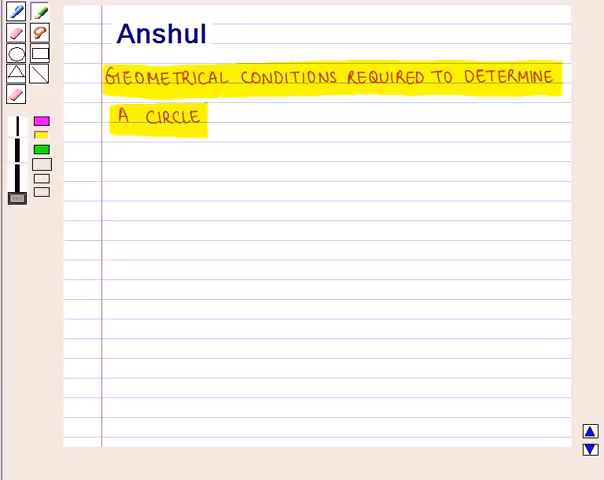 Anshul
GEOMETRICAL CONDITIONS REQUIRED TO DETERMINE
A CIRCLE